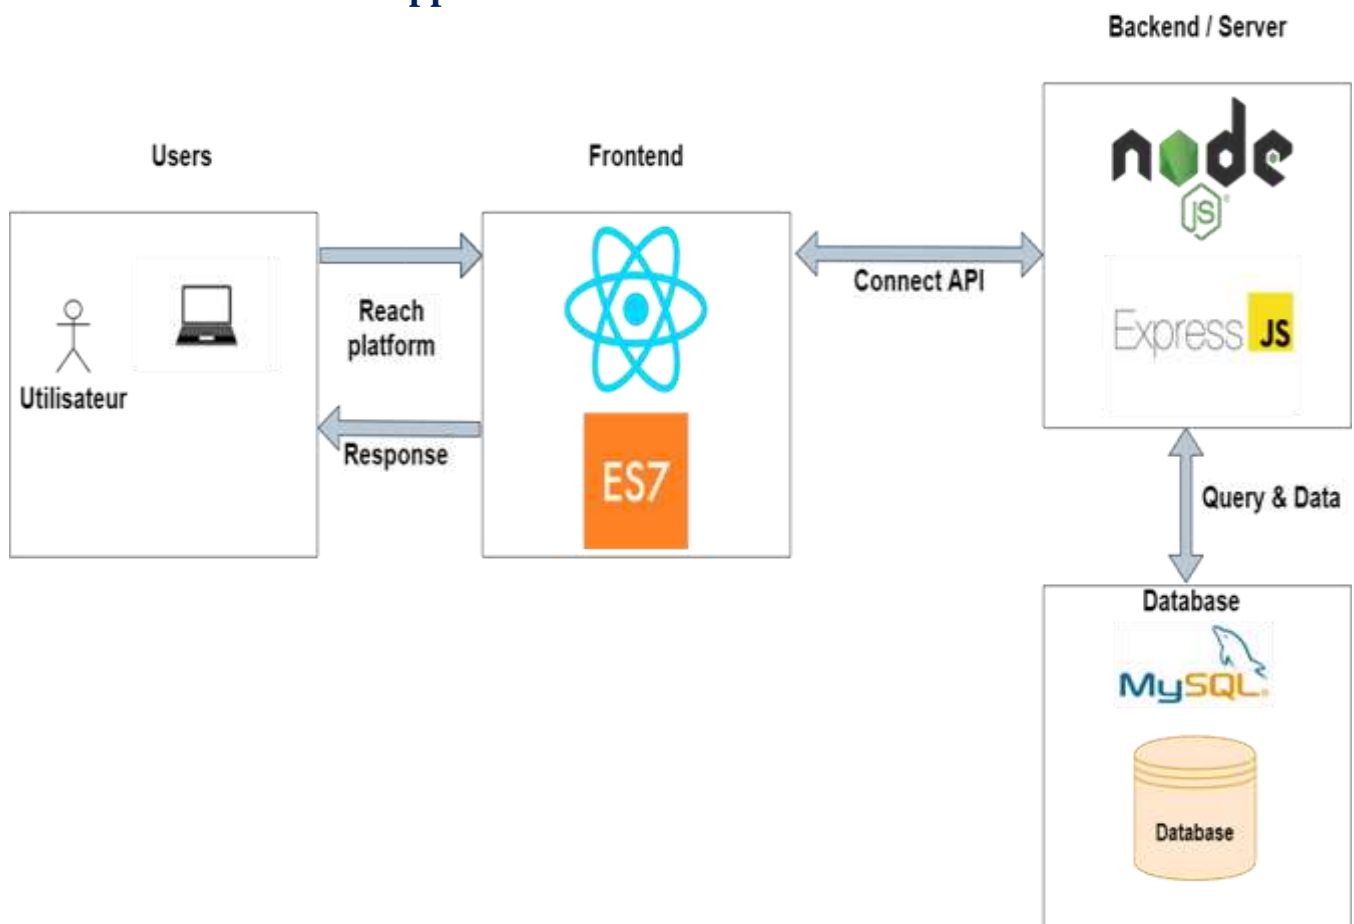 pp
Backend / Server
Users
Frontend
node
JS
Reach
platform
Connect API
Express JS
Utilisateur
Response
ES7
Query & Data
Database
MySQL
Database